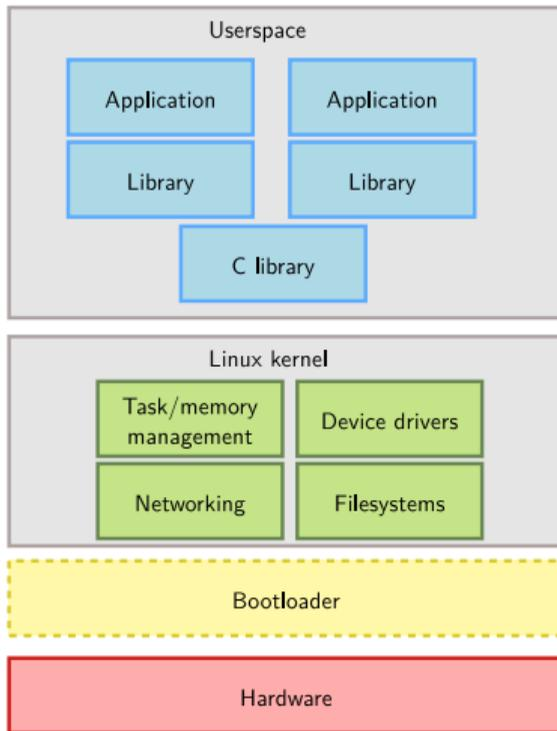 Userspace
Application Application
Library Library
C library
Linux kernel
Task/memory
management
Device drivers
Networking Filesystems
Bootloader
Hardware